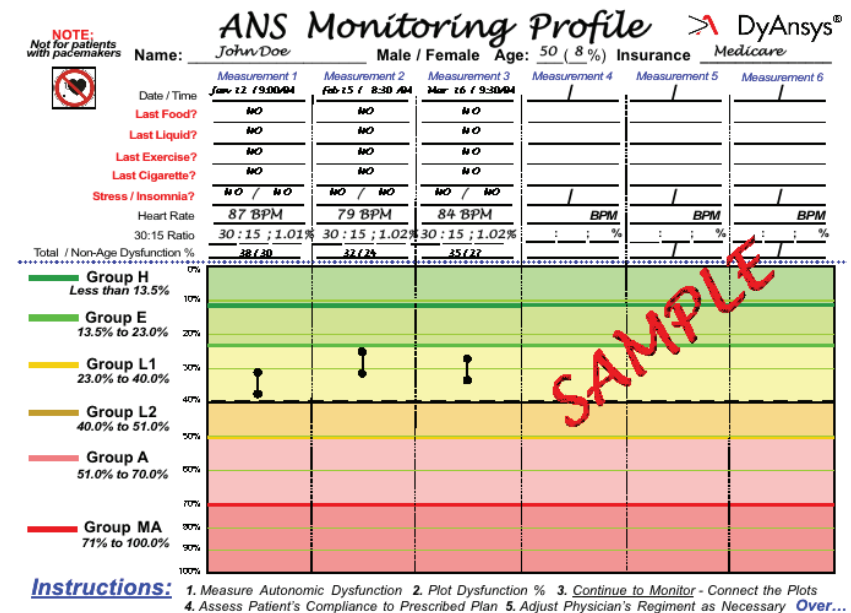 ANS Monitoring Profile
DyAnsys®
NOTE:
Not for patients
with pacemakers
Name: John Doe Male / Female Age: 50 ( 8 %) Insurance Medicare
Measurement 1 Measurement 2 Measurement 3 Measurement 4 Measurement 5 Measurement 6
Date / Time Jan 22 / 9:00AM Feb 25 / 8:30 AM Mar 26 / 9:30AM / / /
Last Food? NO NO NO
Last Liquid? NO NO NO
Last Exercise? NO NO NO
Last Cigarette? NO NO NO
Stress / Insomnia? NO / NO NO / NO NO / NO / / /
Heart Rate 87 BPM 79 BPM 84 BPM BPM BPM BPM
30:15 Ratio 30 : 15 ; 1.01% 30 : 15 ; 1.02% 30 : 15 ; 1.02% : ; % : ; % : ; %
Total / Non-Age Dysfunction % 38 / 30 32 / 24 35 / 27 / / /
Group H
Less than 13.5%
Group E
13.5% to 23.0%
Group L1
23.0% to 40.0%
Group L2
40.0% to 51.0%
Group A
51.0% to 70.0%
Group MA
71% to 100.0%
0%
10%
20%
30%
40%
50%
60%
70%
80%
90%
100%
SAMPLE
Instructions: 1. Measure Autonomic Dysfunction 2. Plot Dysfunction % 3. Continue to Monitor - Connect the Plots
4. Assess Patient's Compliance to Prescribed Plan 5. Adjust Physician's Regiment as Necessary Over...